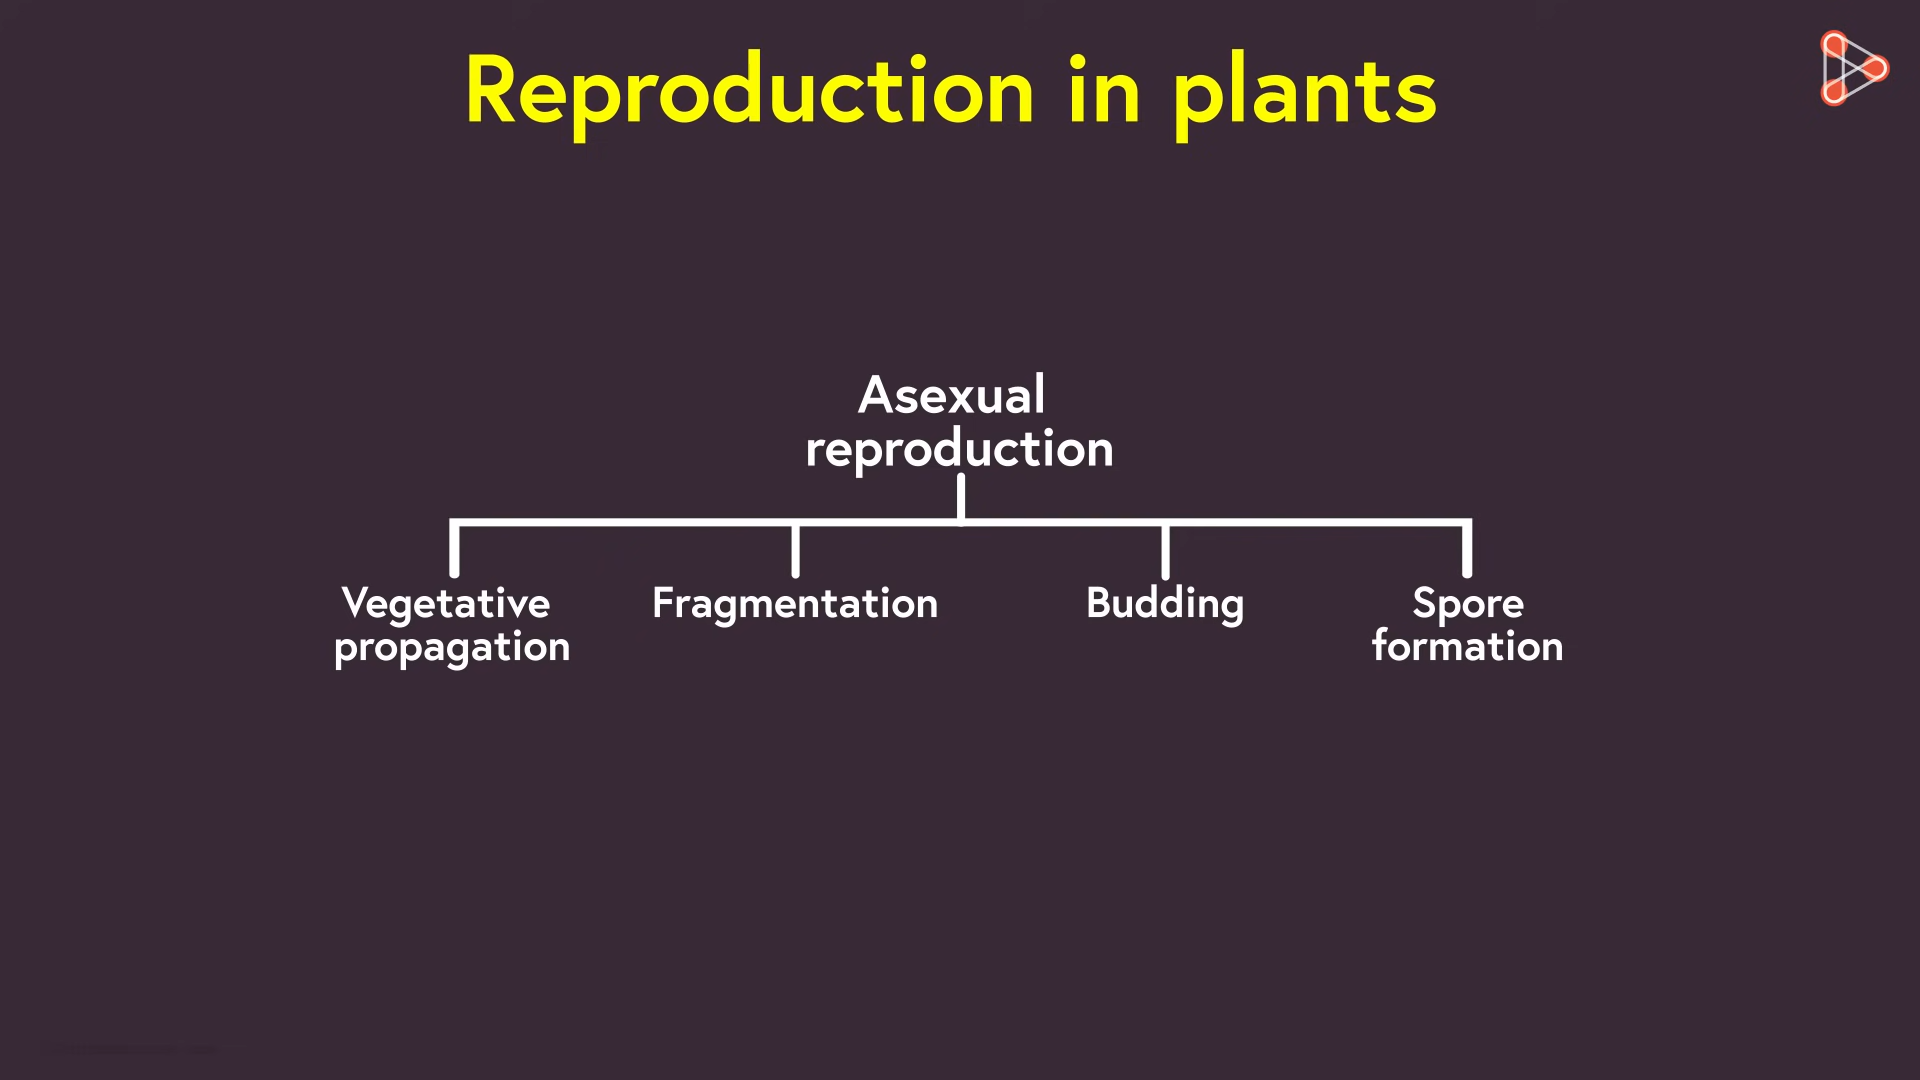 Reproduction in plants
Asexual
reproduction
Vegetative
propagation
Fragmentation
Budding
Spore
formation